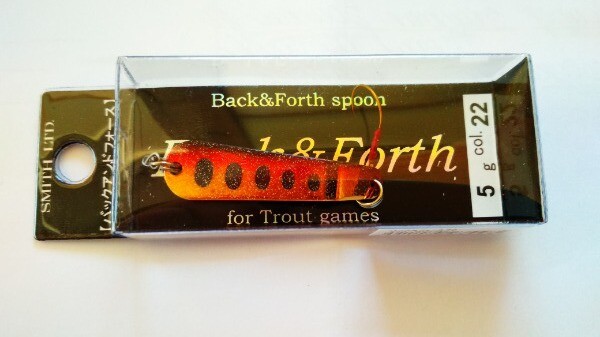 SMITH LTD.
【バックアンドフォース】
Back&Forth spoon
&Forth
for Trout games
5 g col. 22